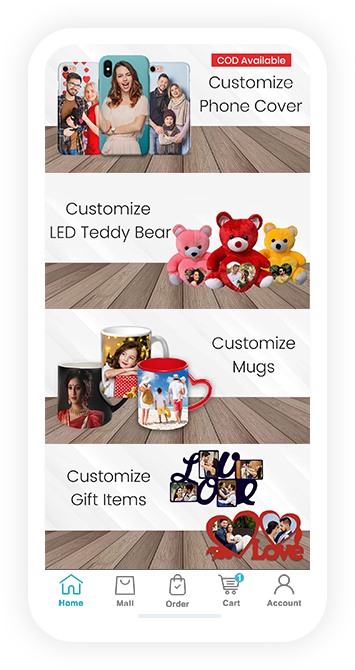 COD Available
Customize
Phone Cover
Customize
LED Teddy Bear
Customize
Mugs
Customize
Gift Items
LOVE
Love
Home
Mall
Order
1
Cart
Account